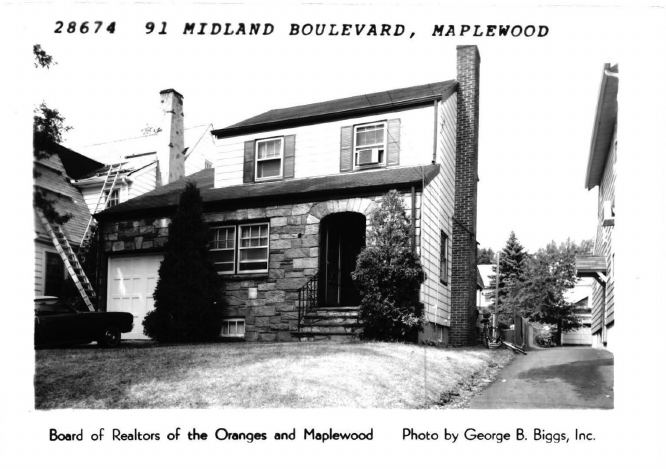 28674 91 MIDLAND BOULEVARD, MAPLEWOOD
Board of Realtors of the Oranges and Maplewood Photo by George B. Biggs, Inc.